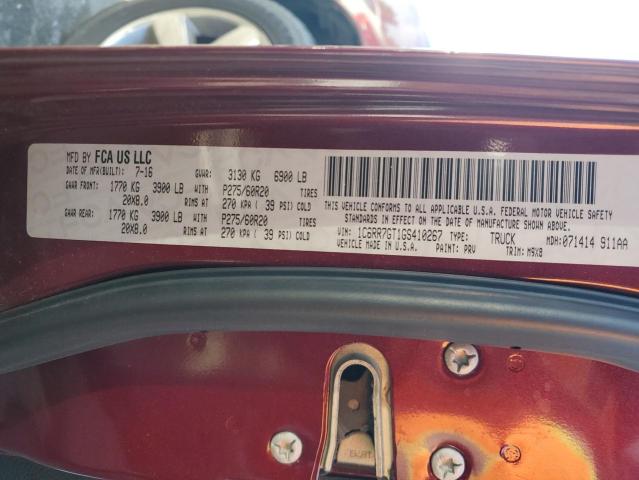 MFD BY FCA US LLC
DATE OF MFR(BUILT): 7-16 GVWR: 3130 KG 6900 LB
GAWR FRONT: 1770 KG 3900 LB WITH P275/60R20 TIRES
20X8.0 RIMS AT 270 KPA ( 39 PSI) COLD
GAWR REAR: 1770 KG 3900 LB WITH P275/60R20 TIRES
20X8.0 RIMS AT 270 KPA ( 39 PSI) COLD
THIS VEHICLE CONFORMS TO ALL APPLICABLE U.S.A. FEDERAL MOTOR VEHICLE SAFETY
STANDARDS IN EFFECT ON THE DATE OF MANUFACTURE SHOWN ABOVE.
VIN: 1C6RR7GT1GS410267 TYPE: TRUCK MDH: 071414 911AA
PAINT: PRV TRIM: M9X8